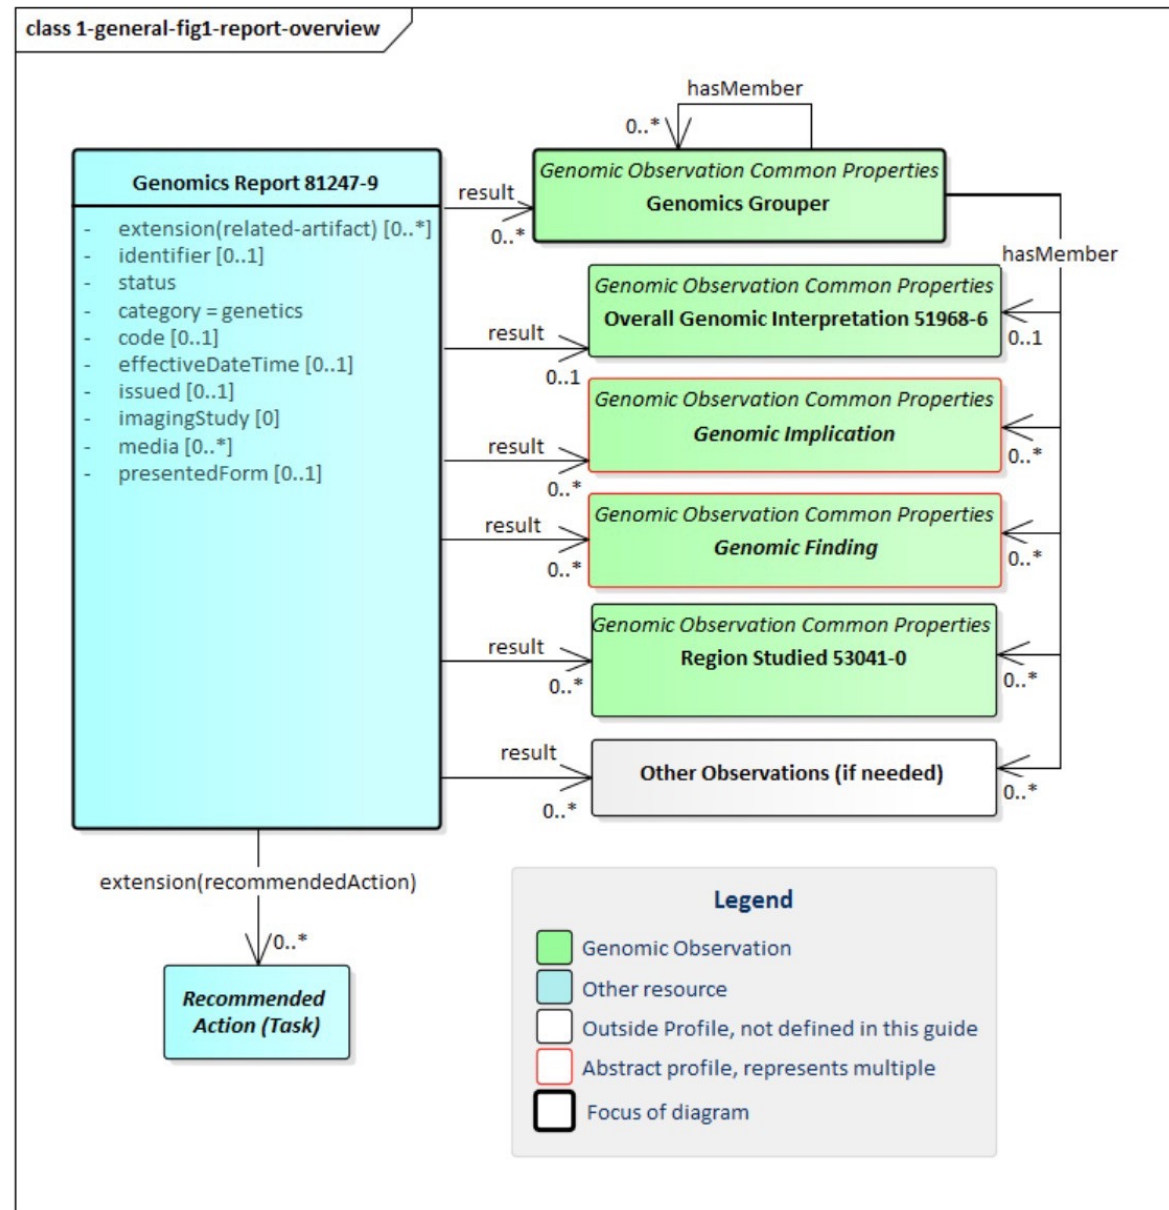 class 1-general-fig1-report-overview
hasMember
0..*
Genomics Report 81247-9
- extension(related-artifact) [0..*]
- identifier [0..1]
- status
- category = genetics
- code [0..1]
- effectiveDateTime [0..1]
- issued [0..1]
- imagingStudy [0]
- media [0..*]
- presentedForm [0..1]
result
0..*
Genomic Observation Common Properties
Genomics Grouper
hasMember
result
0..1
Genomic Observation Common Properties
Overall Genomic Interpretation 51968-6
0..1
result
0..*
Genomic Observation Common Properties
Genomic Implication
0..*
result
0..*
Genomic Observation Common Properties
Genomic Finding
0..*
result
0..*
Genomic Observation Common Properties
Region Studied 53041-0
0..*
result
0..*
Other Observations (if needed)
0..*
extension(recommendedAction)
0..*
Recommended
Action (Task)
Legend
Genomic Observation
Other resource
Outside Profile, not defined in this guide
Abstract profile, represents multiple
Focus of diagram